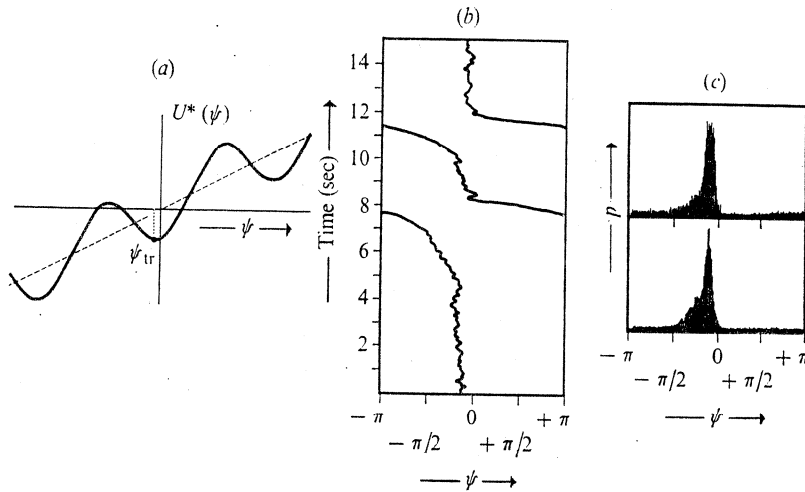 (a)
U* (ψ)
ψ
ψtr
(b)
Time (sec)
14
12
10
8
6
4
2
− π 0 + π
− π/2 + π/2
ψ
(c)
p
− π 0 + π
− π/2 + π/2
ψ